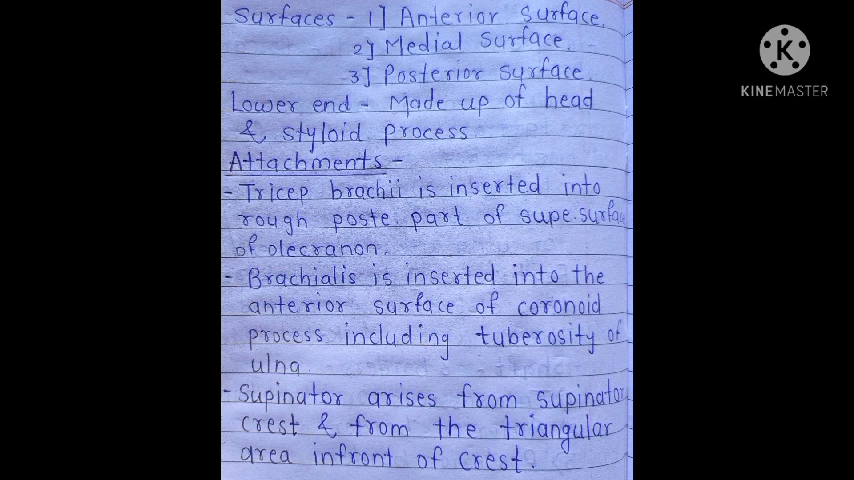 Surfaces - 1] Anterior surface.
2] Medial Surface.
3] Posterior surface.
Lower end - Made up of head
& styloid process
Attachments -
- Tricep brachii is inserted into
rough poste. part of supe. surface
of olecranon.
- Brachialis is inserted into the
anterior surface of coronoid
process including tuberosity of
ulna.
- Supinator arises from supinator
crest & from the triangular
area infront of crest.
K
KINEMASTER